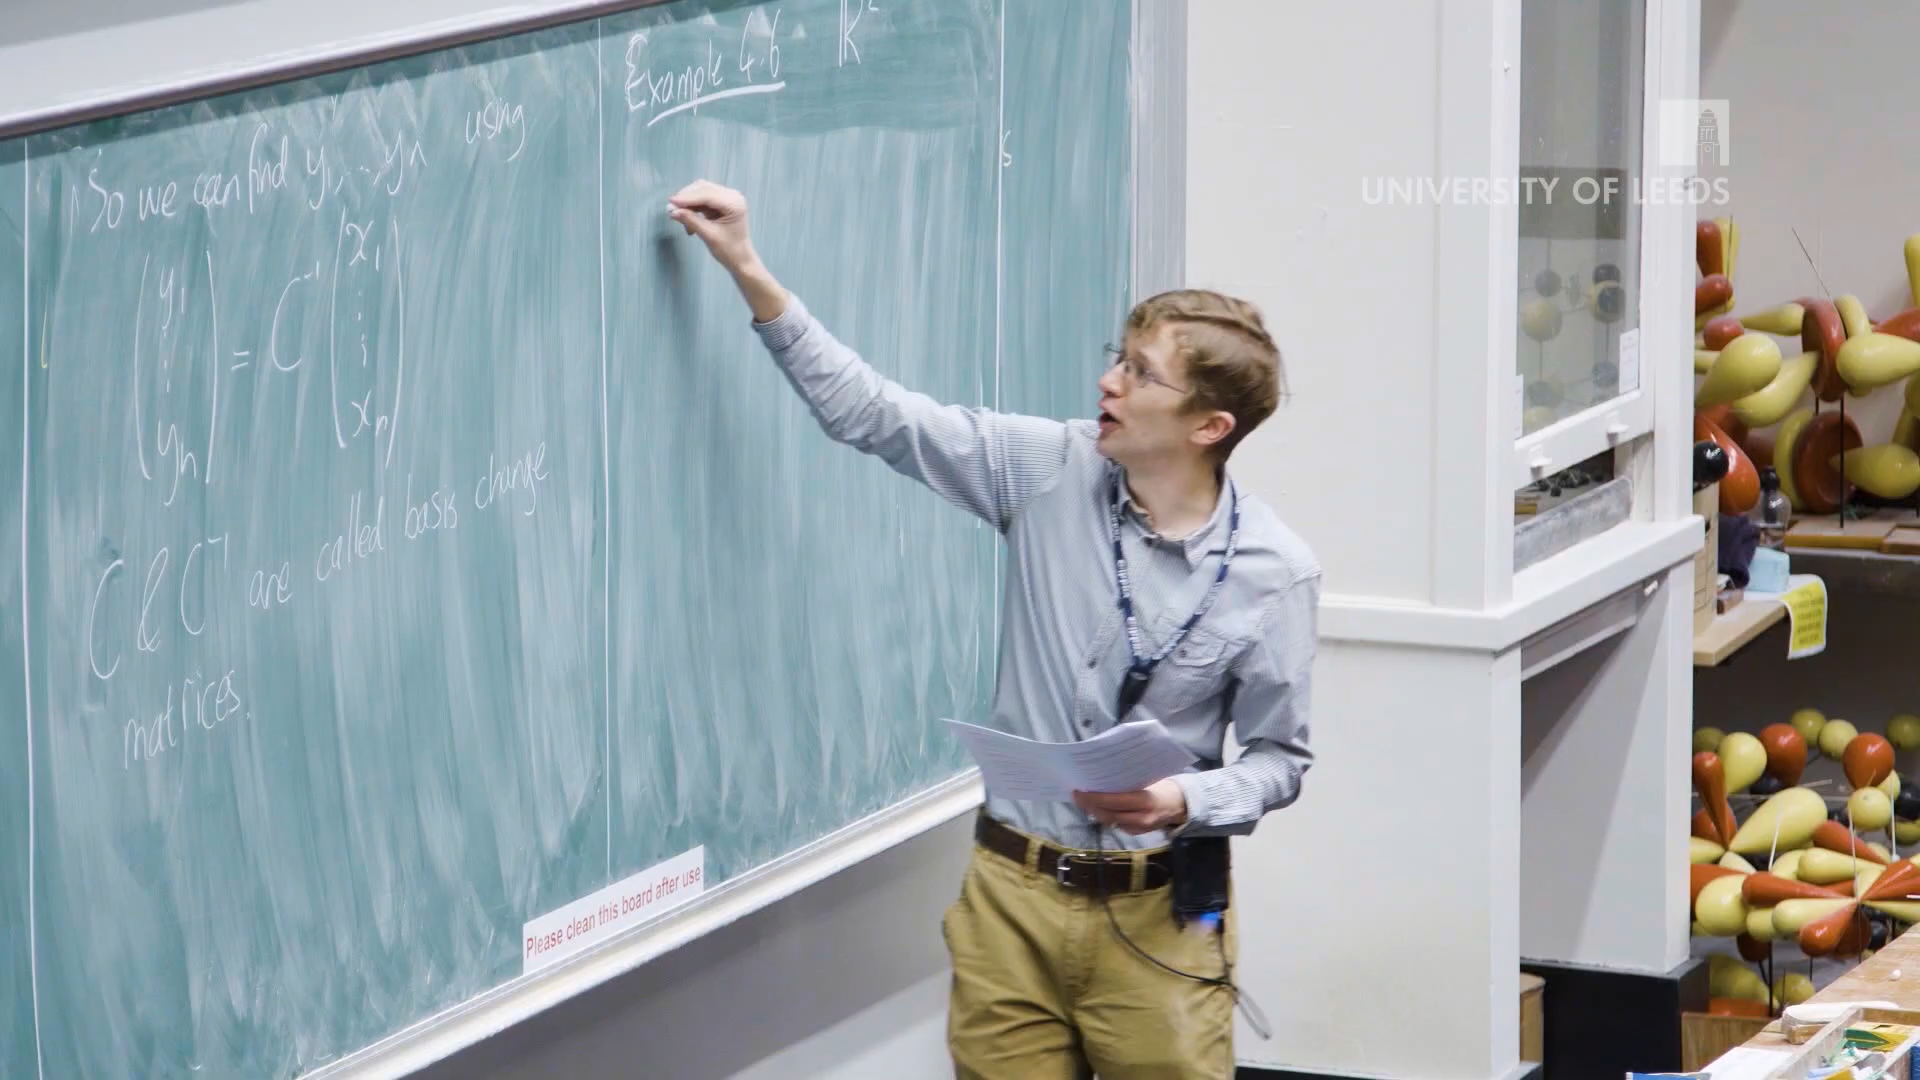 So we can find y₁, ..., yₙ using
(y₁ ⋮ yₙ) = C⁻¹ (x₁ ⋮ xₙ)
C & C⁻¹ are called basis change
matrices.
Example 4.6 ℝ²
s
UNIVERSITY OF LEEDS
Please clean this board after use